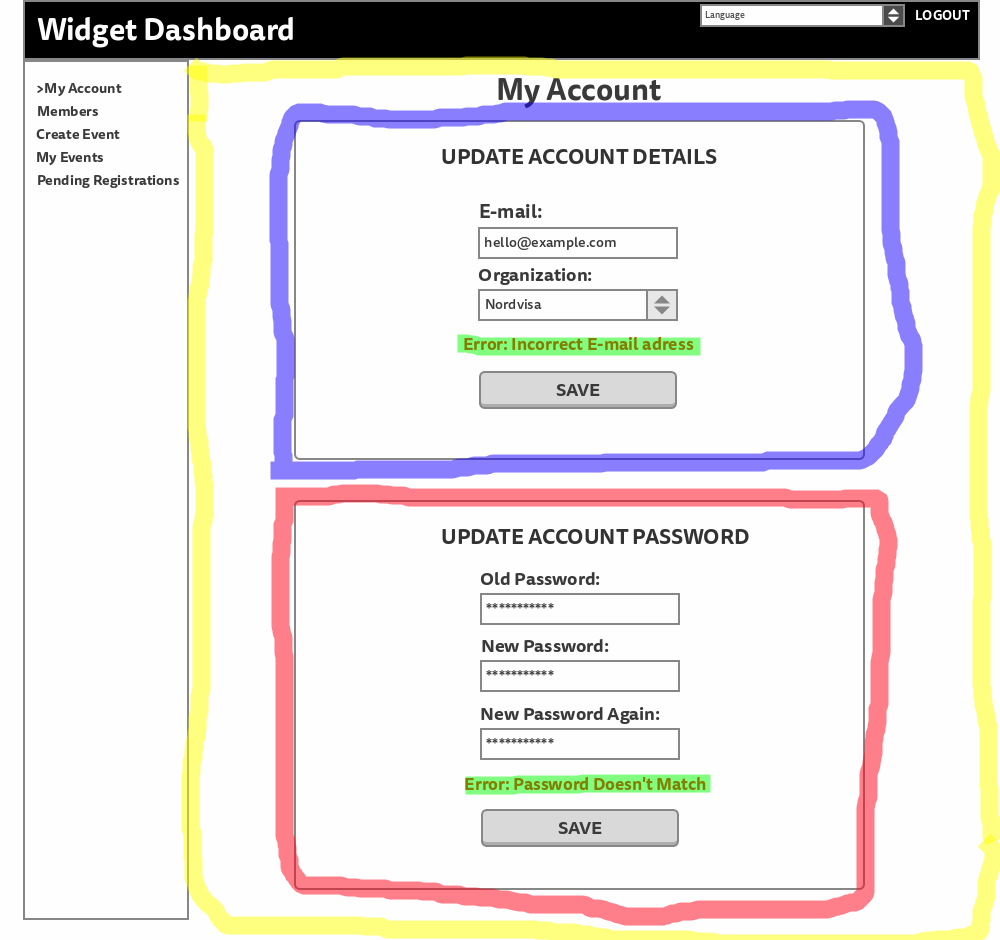 Widget Dashboard
Language
LOGOUT
>My Account
Members
Create Event
My Events
Pending Registrations
My Account
UPDATE ACCOUNT DETAILS
E-mail:
hello@example.com
Organization:
Nordvisa
Error: Incorrect E-mail adress
SAVE
UPDATE ACCOUNT PASSWORD
Old Password:
***********
New Password:
***********
New Password Again:
***********
Error: Password Doesn't Match
SAVE